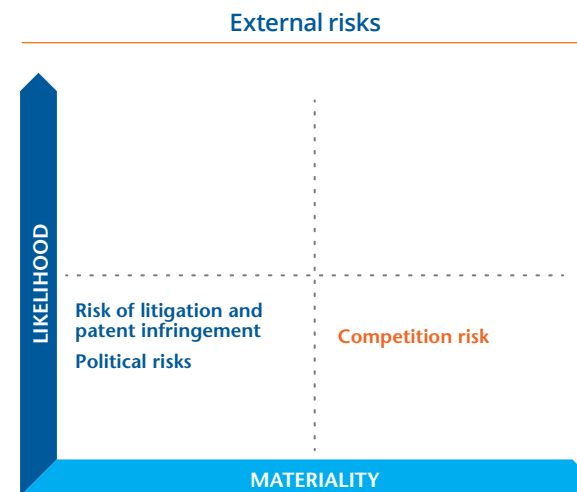 External risks
LIKELIHOOD
Risk of litigation and
patent infringement
Political risks
Competition risk
MATERIALITY